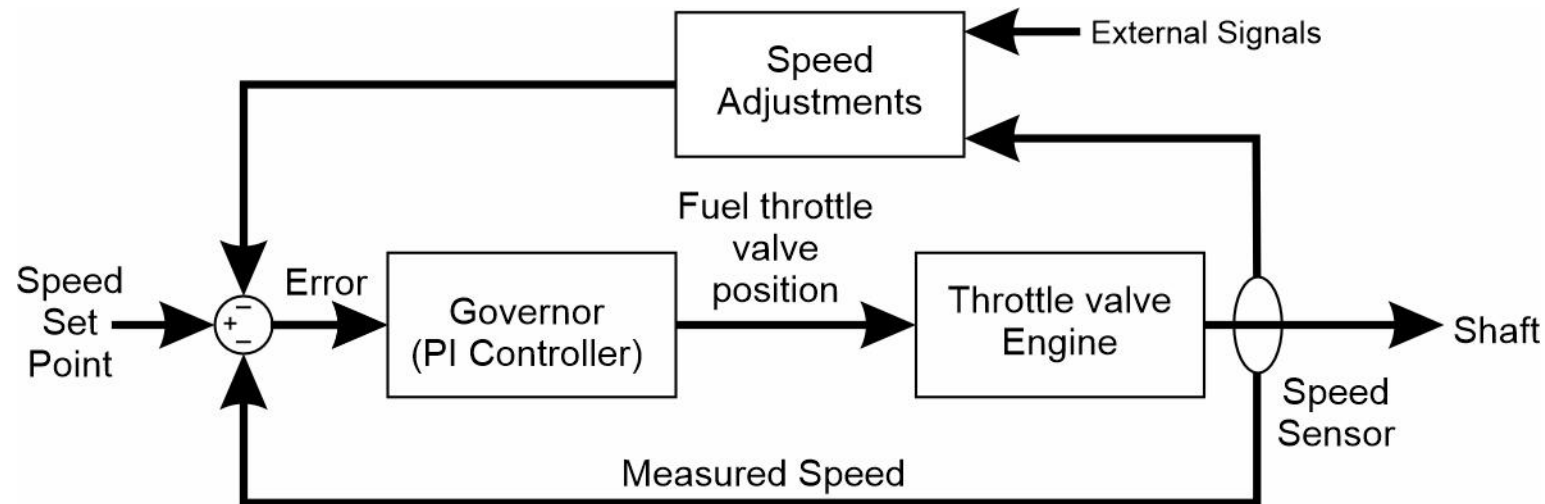 External Signals
Speed
Adjustments
Fuel throttle
valve
position
Speed
Set
Point
Error
−
+
−
Governor
(PI Controller)
Throttle valve
Engine
Shaft
Speed
Sensor
Measured Speed